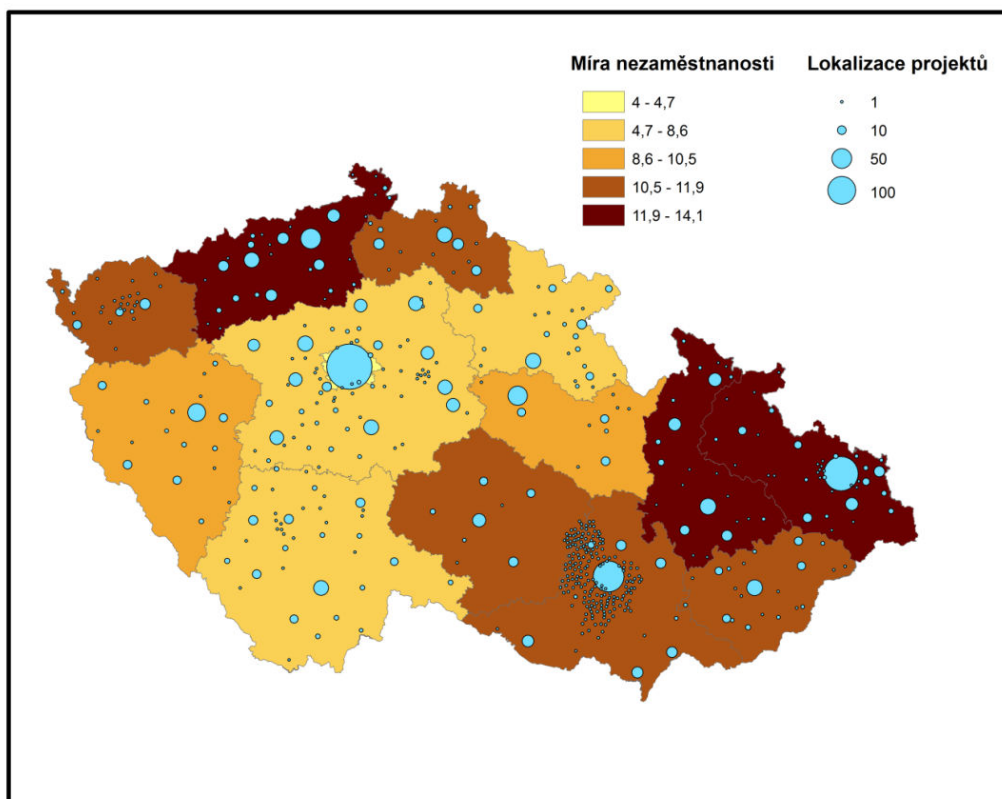 Míra nezaměstnanosti
4 - 4,7
4,7 - 8,6
8,6 - 10,5
10,5 - 11,9
11,9 - 14,1
Lokalizace projektů
1
10
50
100